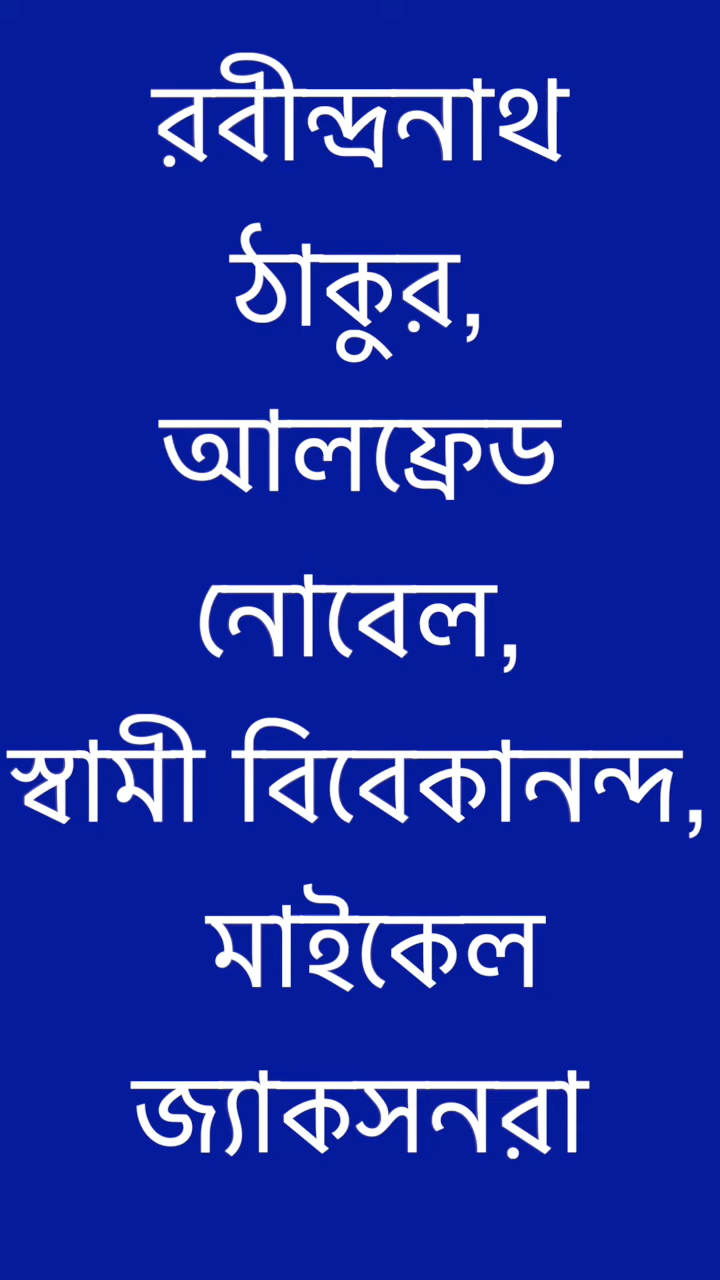 রবীন্দ্রনাথ
ঠাকুর,
আলফ্রেড
নোবেল,
স্বামী বিবেকানন্দ,
মাইকেল
জ্যাকসনরা